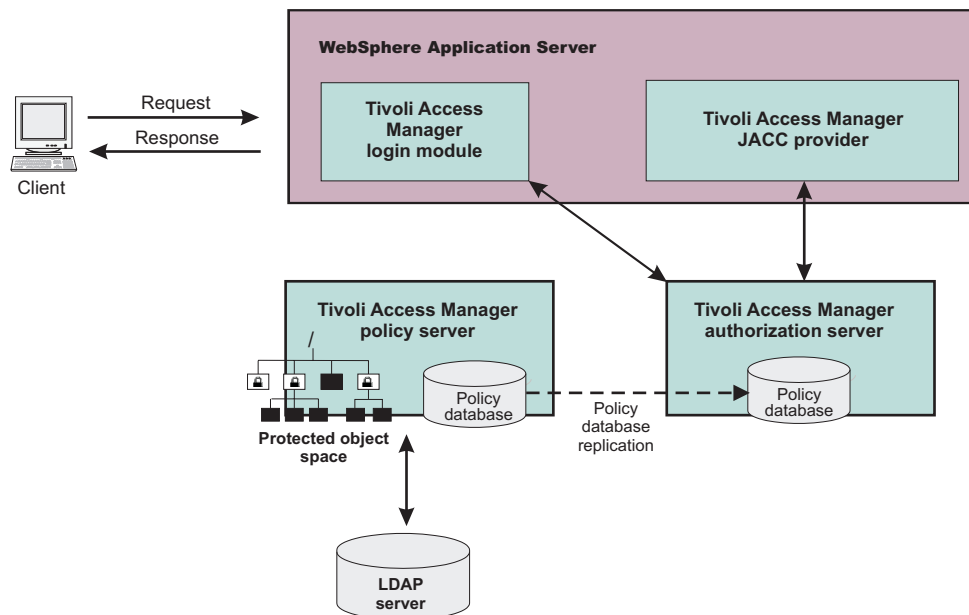 WebSphere Application Server
Request
Response
Client
Tivoli Access
Manager
login module
Tivoli Access Manager
JACC provider
Tivoli Access Manager
policy server
/
Policy
database
Protected object
space
Policy
database
replication
Tivoli Access Manager
authorization server
Policy
database
LDAP
server